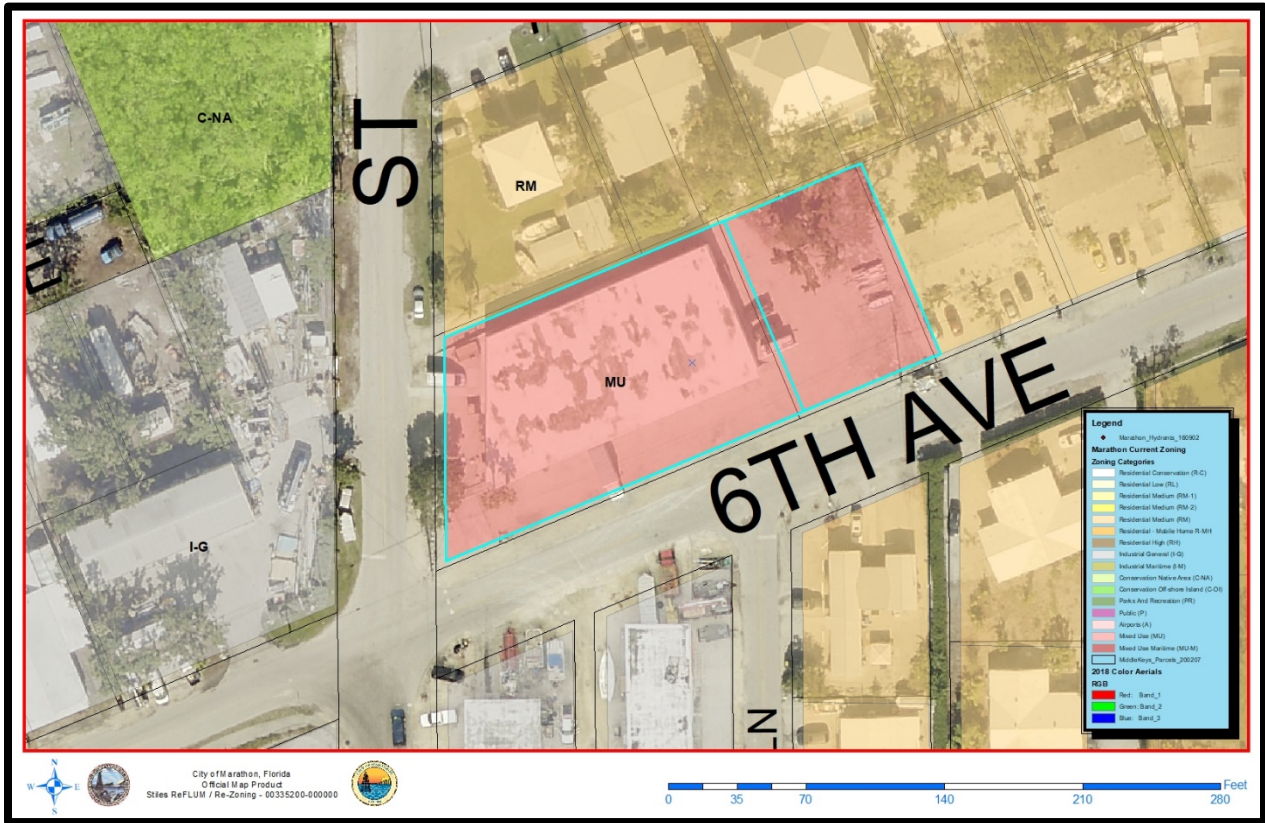 C-NA
ST
RM
E
MU
6TH AVE
I-G
LN
Legend
Marathon_Hydrants_160902
Marathon Current Zoning
Zoning Categories
Residential Conservation (R-C)
Residential Low (RL)
Residential Medium (RM-1)
Residential Medium (RM-2)
Residential Medium (RM)
Residential - Mobile Home R-MH
Residential High (RH)
Industrial General (I-G)
Industrial Maritime (I-M)
Conservation Native Area (C-NA)
Conservation Off-shore Island (C-OI)
Parks And Recreation (PR)
Public (P)
Airports (A)
Mixed Use (MU)
Mixed Use Maritime (MU-M)
MiddleKeys_Parcels_200207
2018 Color Aerials
RGB
Red: Band_1
Green: Band_2
Blue: Band_3
N
W E
S
City of Marathon, Florida
Official Map Product
Stiles ReFLUM / Re-Zoning - 00335200-000000
Feet
0 35 70 140 210 280